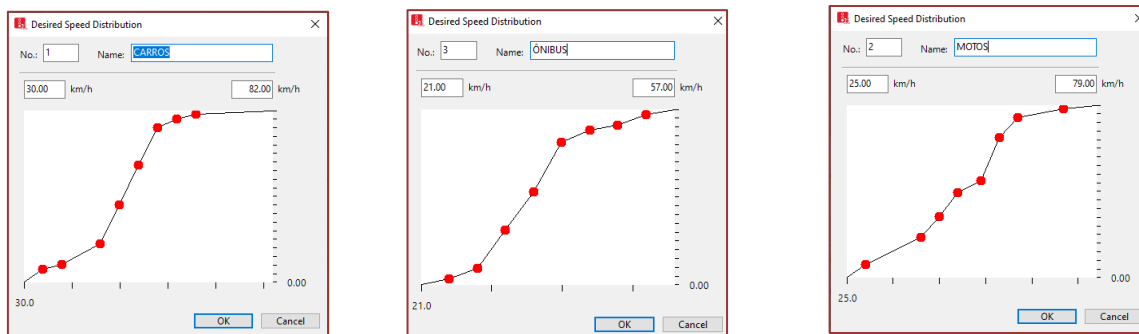 Desired Speed Distribution
No.: 1 Name: CARROS
30.00 km/h 82.00 km/h
0.00
30.0
OK Cancel
Desired Speed Distribution
No.: 3 Name: ÔNIBUS
21.00 km/h 57.00 km/h
0.00
21.0
OK Cancel
Desired Speed Distribution
No.: 2 Name: MOTOS
25.00 km/h 79.00 km/h
0.00
25.0
OK Cancel